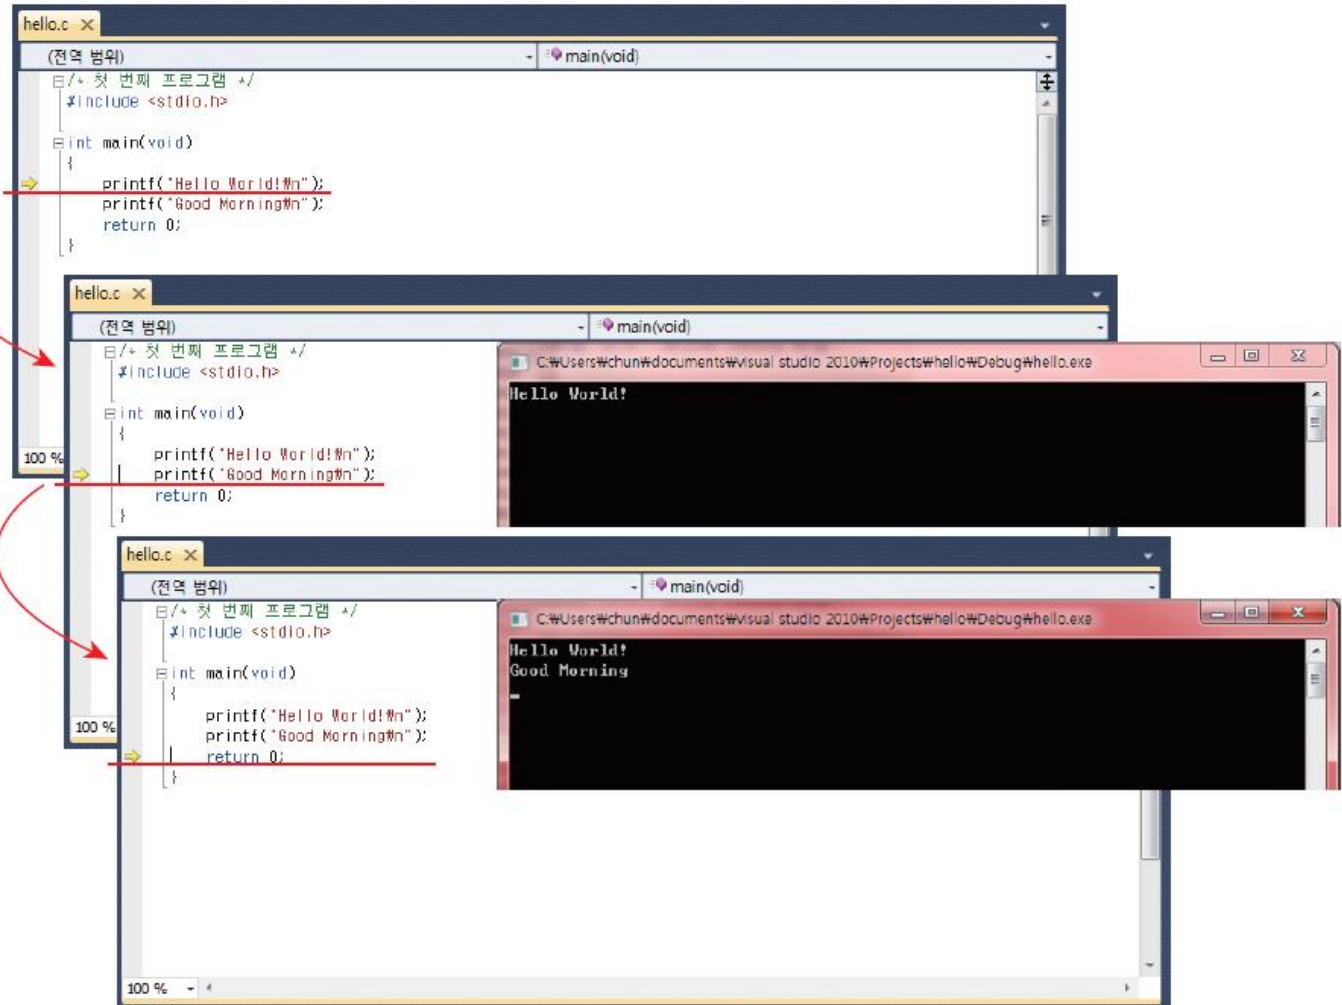 hello.c
(전역 범위)
main(void)
/* 첫 번째 프로그램 */
#include <stdio.h>
int main(void)
{
printf("Hello World!₩n");
printf("Good Morning₩n");
return 0;
}
hello.c
(전역 범위)
main(void)
/* 첫 번째 프로그램 */
#include <stdio.h>
int main(void)
{
printf("Hello World!₩n");
printf("Good Morning₩n");
return 0;
}
100 %
C:₩Users₩chun₩documents₩visual studio 2010₩Projects₩hello₩Debug₩hello.exe
Hello World!
hello.c
(전역 범위)
main(void)
/* 첫 번째 프로그램 */
#include <stdio.h>
int main(void)
{
printf("Hello World!₩n");
printf("Good Morning₩n");
return 0;
}
100 %
C:₩Users₩chun₩documents₩visual studio 2010₩Projects₩hello₩Debug₩hello.exe
Hello World!
Good Morning
100 %